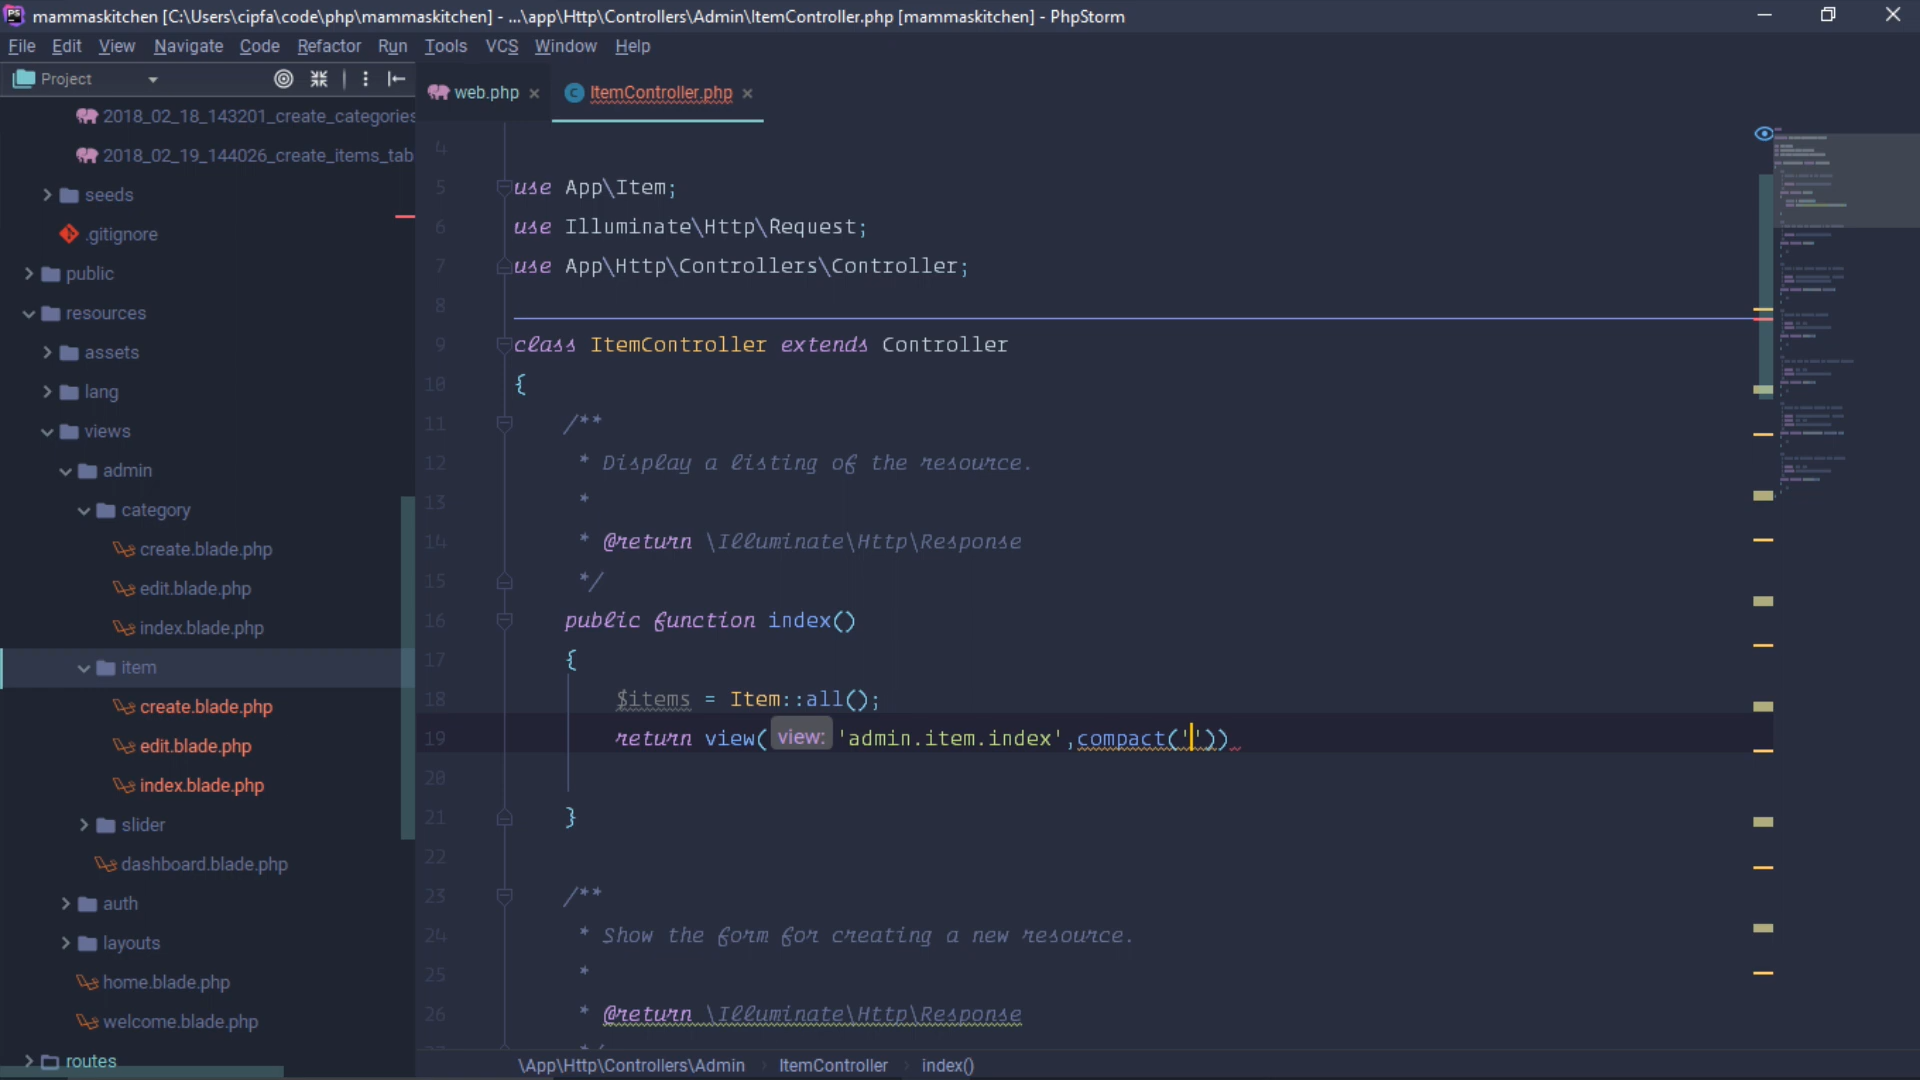 mammaskitchen [C:\Users\cipfa\code\php\mammaskitchen] - ...\app\Http\Controllers\Admin\ItemController.php [mammaskitchen] - PhpStorm
File Edit View Navigate Code Refactor Run Tools VCS Window Help
Project
web.php
ItemController.php
2018_02_18_143201_create_categories
2018_02_19_144026_create_items_tab
seeds
.gitignore
public
resources
assets
lang
views
admin
category
create.blade.php
edit.blade.php
index.blade.php
item
create.blade.php
edit.blade.php
index.blade.php
slider
dashboard.blade.php
auth
layouts
home.blade.php
welcome.blade.php
routes
4
5 use App\Item;
6 use Illuminate\Http\Request;
7 use App\Http\Controllers\Controller;
8
9 class ItemController extends Controller
10 {
11 /**
12 * Display a listing of the resource.
13 *
14 * @return \Illuminate\Http\Response
15 */
16 public function index()
17 {
18 $items = Item::all();
19 return view( view: 'admin.item.index',compact(''))
20
21 }
22
23 /**
24 * Show the form for creating a new resource.
25 *
26 * @return \Illuminate\Http\Response
\App\Http\Controllers\Admin ItemController index()